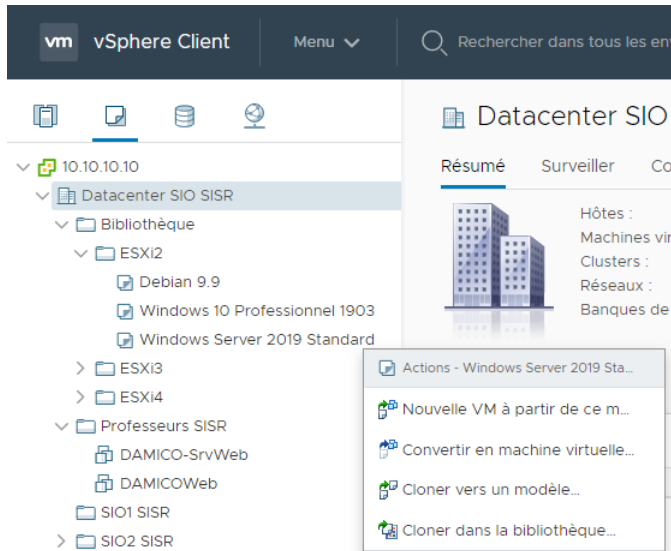 vm vSphere Client Menu Rechercher dans tous les en
Datacenter SIO
10.10.10.10
Résumé Surveiller Co
Datacenter SIO SISR
Bibliothèque
Hôtes :
Machines vir
ESXi2
Clusters :
Debian 9.9
Réseaux :
Windows 10 Professionnel 1903
Banques de
Windows Server 2019 Standard
ESXi3
ESXi4
Professeurs SISR
DAMICO-SrvWeb
DAMICOWeb
SIO1 SISR
SIO2 SISR
Actions - Windows Server 2019 Sta...
Nouvelle VM à partir de ce m...
Convertir en machine virtuelle...
Cloner vers un modèle...
Cloner dans la bibliothèque...